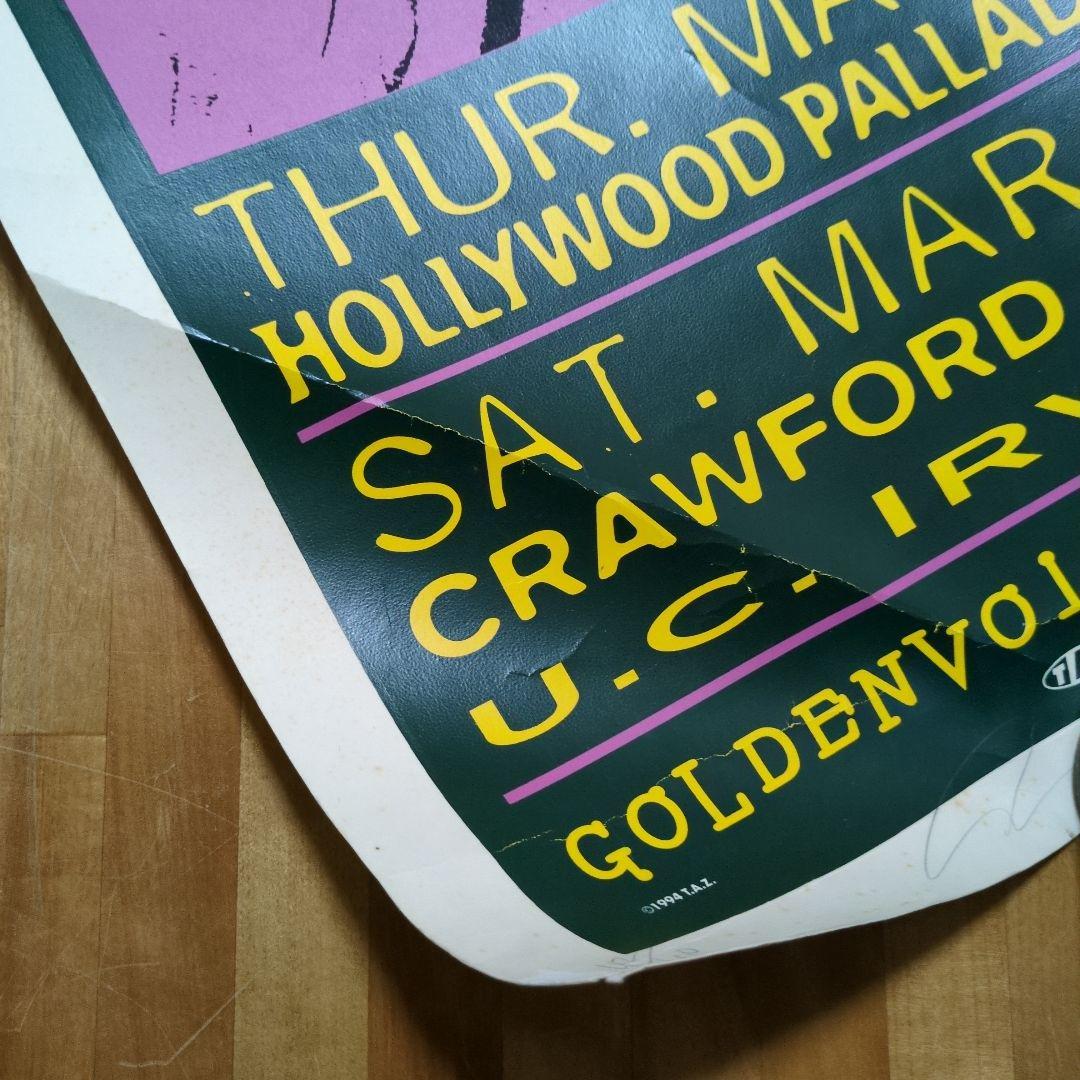 THUR. MA
HOLLYWOOD PALLAD
SAT. MAR
CRAWFORD
U.C. IRV
GOLDENVOI
©1994 T.A.Z.